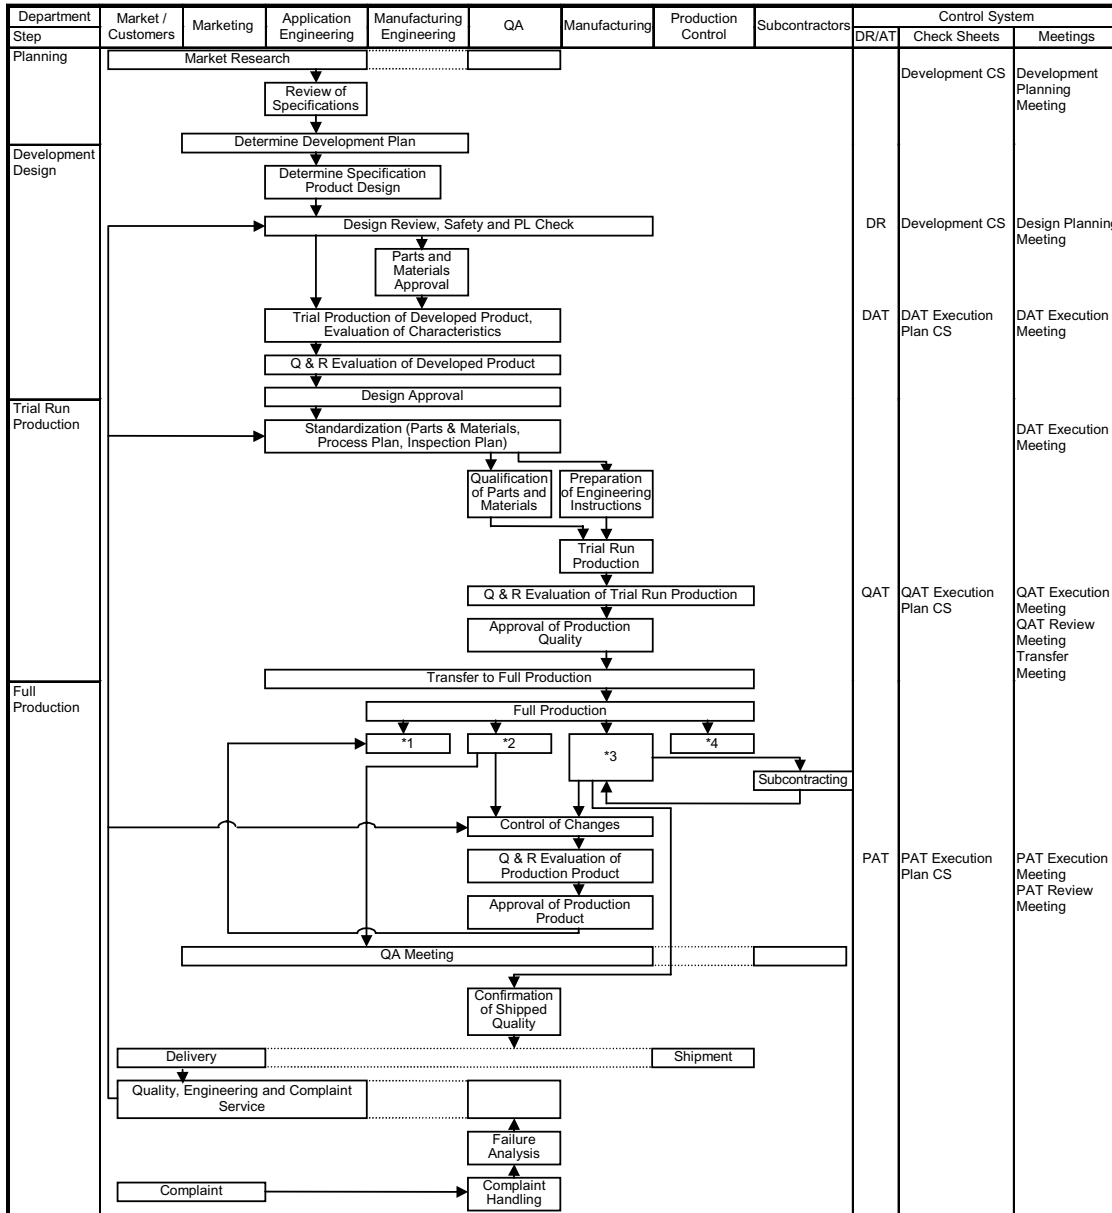 Department
Step
Market /
Customers
Marketing
Application
Engineering
Manufacturing
Engineering
QA
Manufacturing
Production
Control
Subcontractors
Control System
DR/AT
Check Sheets
Meetings
Planning
Market Research
Development CS
Development
Planning
Meeting
Review of
Specifications
Determine Development Plan
Development
Design
Determine Specification
Product Design
Design Review, Safety and PL Check
DR
Development CS
Design Planning
Meeting
Parts and
Materials
Approval
Trial Production of Developed Product,
Evaluation of Characteristics
DAT
DAT Execution
Plan CS
DAT Execution
Meeting
Q & R Evaluation of Developed Product
Design Approval
Trial Run
Production
Standardization (Parts & Materials,
Process Plan, Inspection Plan)
DAT Execution
Meeting
Qualification
of Parts and
Materials
Preparation
of Engineering
Instructions
Trial Run
Production
Q & R Evaluation of Trial Run Production
QAT
QAT Execution
Plan CS
QAT Execution
Meeting
QAT Review
Meeting
Transfer
Meeting
Approval of Production
Quality
Transfer to Full Production
Full
Production
Full Production
*1
*2
*3
*4
Subcontracting
Control of Changes
Q & R Evaluation of
Production Product
PAT
PAT Execution
Plan CS
PAT Execution
Meeting
PAT Review
Meeting
Approval of Production
Product
QA Meeting
Confirmation
of Shipped
Quality
Delivery
Shipment
Quality, Engineering and Complaint
Service
Failure
Analysis
Complaint
Complaint
Handling